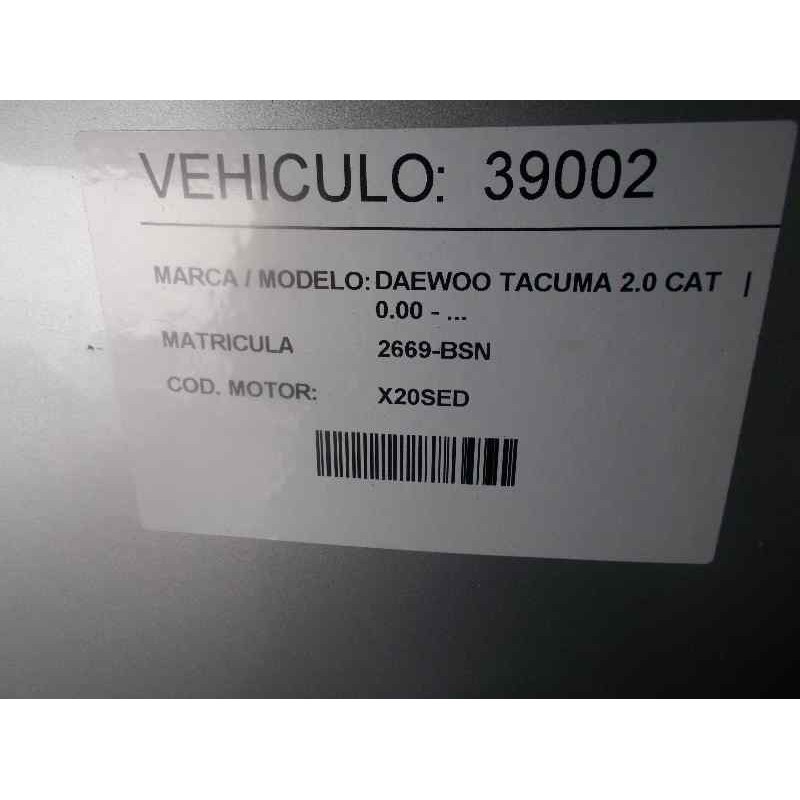 VEHICULO: 39002
MARCA / MODELO: DAEWOO TACUMA 2.0 CAT |
0.00 - ...
MATRICULA 2669-BSN
COD. MOTOR: X20SED